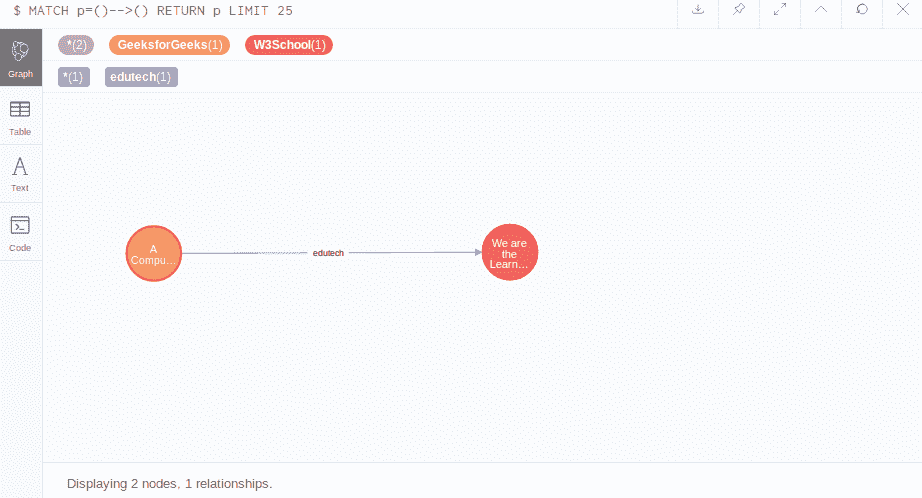 $ MATCH p=()-->() RETURN p LIMIT 25
*(2) GeeksforGeeks(1) W3School(1)
*(1) edutech(1)
Graph
Table
Text
Code
A
Compu…
edutech
We are
the
Learn…
Displaying 2 nodes, 1 relationships.